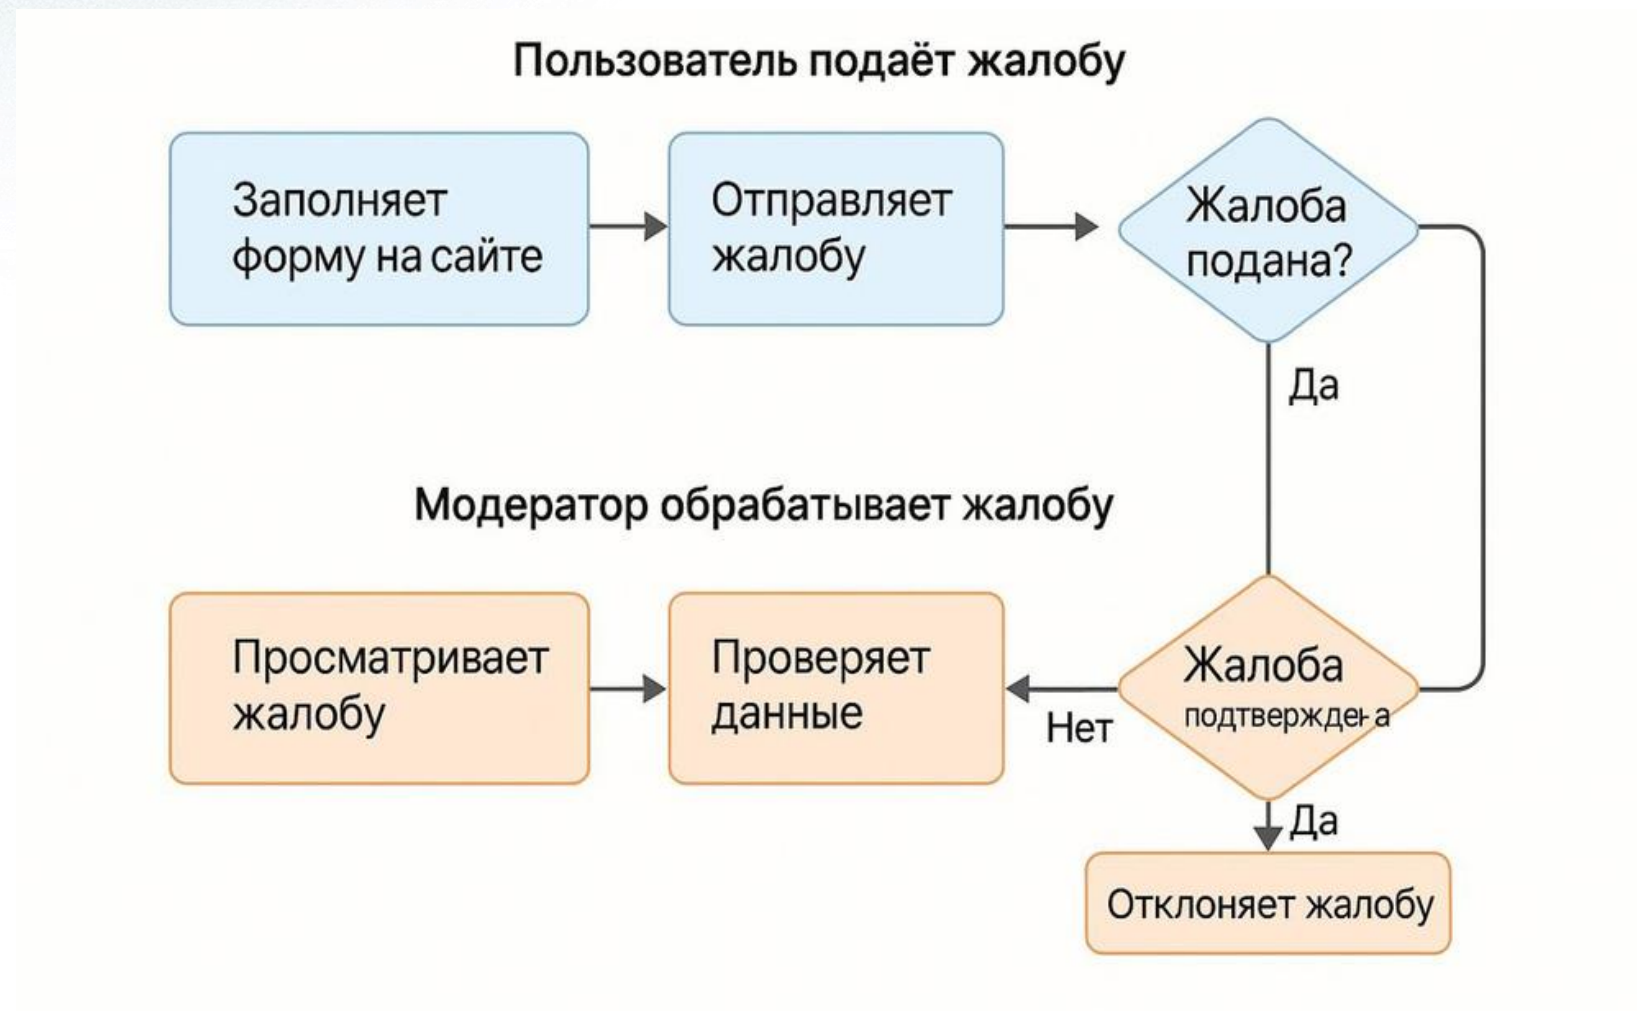 Пользователь подаёт жалобу
Заполняет
форму на сайте
Отправляет
жалобу
Жалоба
подана?
Да
Модератор обрабатывает жалобу
Просматривает
жалобу
Проверяет
данные
Нет
Жалоба
Да
Отклоняет жалобу